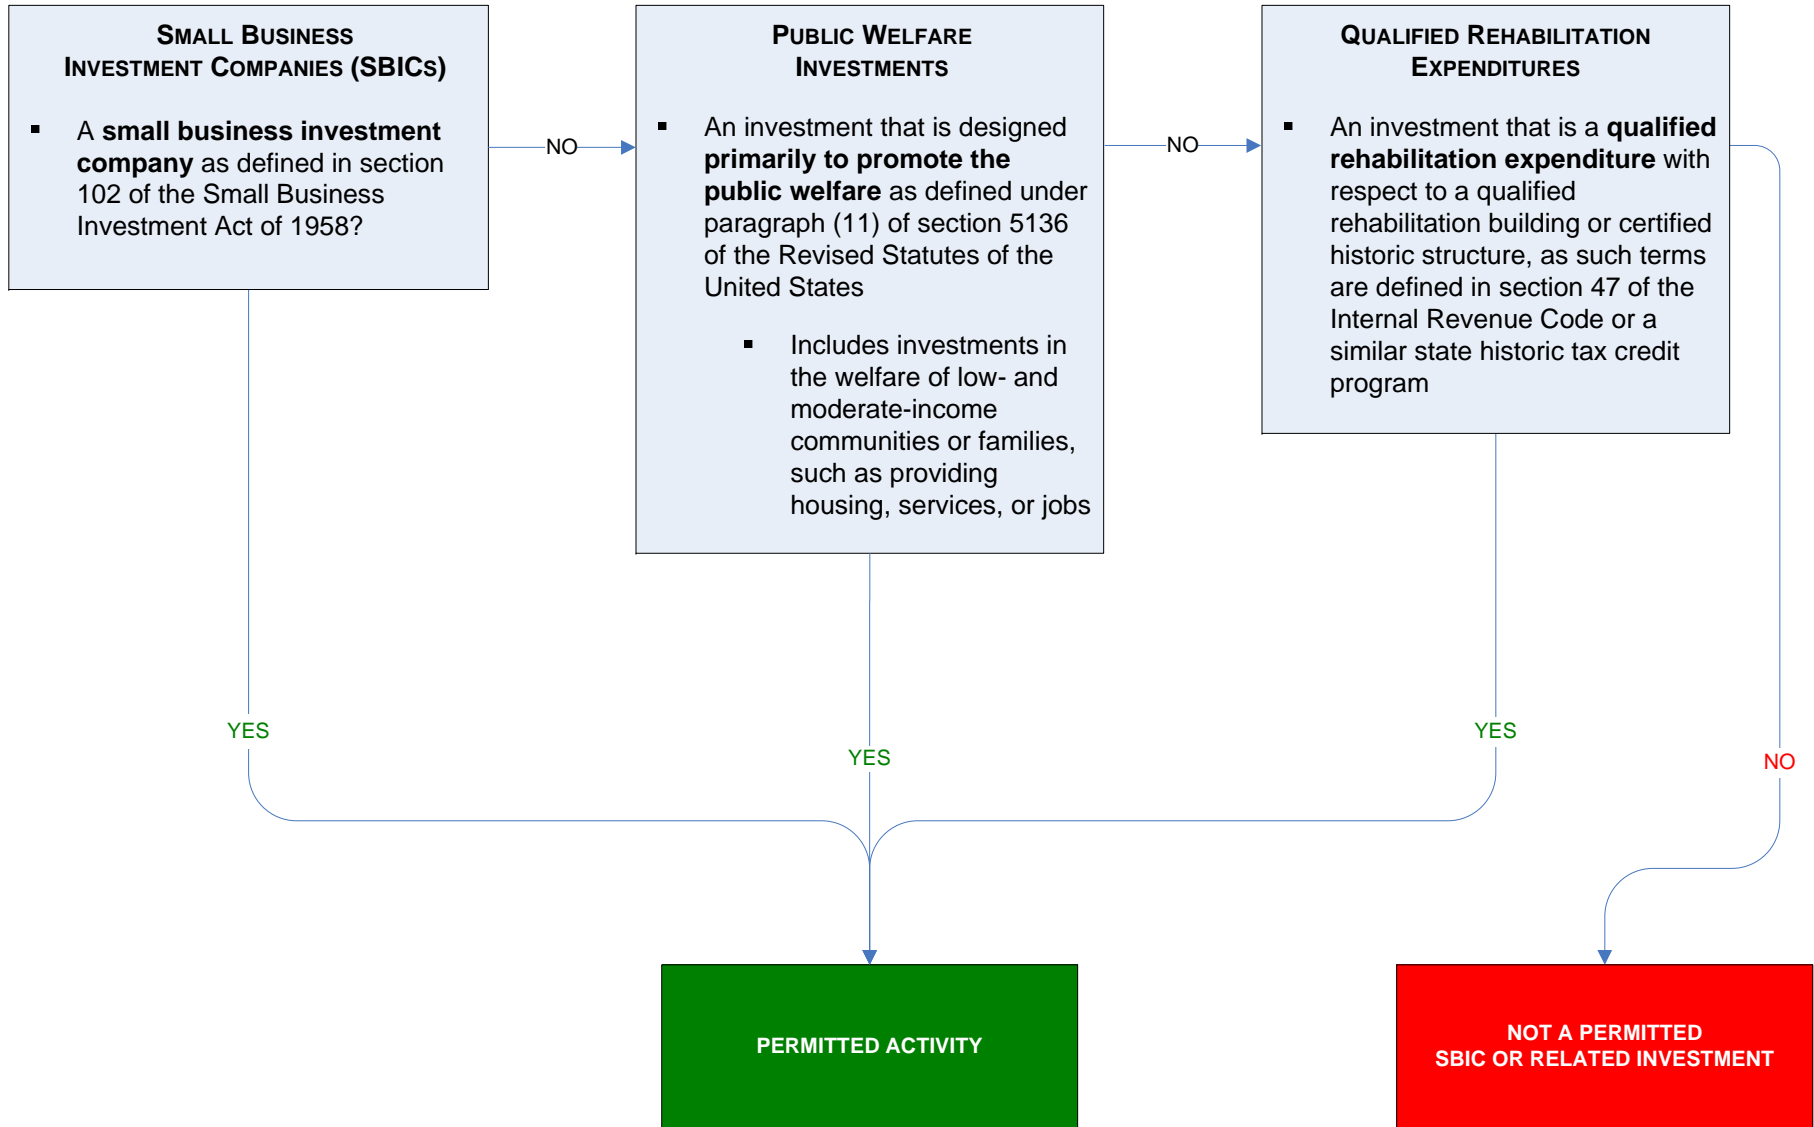 SMALL BUSINESS
INVESTMENT COMPANIES (SBICS)
▪ A small business investment
company as defined in section
102 of the Small Business
Investment Act of 1958?
NO
PUBLIC WELFARE
INVESTMENTS
▪ An investment that is designed
primarily to promote the
public welfare as defined under
paragraph (11) of section 5136
of the Revised Statutes of the
United States
▪ Includes investments in
the welfare of low- and
moderate-income
communities or families,
such as providing
housing, services, or jobs
NO
QUALIFIED REHABILITATION
EXPENDITURES
▪ An investment that is a qualified
rehabilitation expenditure with
respect to a qualified
rehabilitation building or certified
historic structure, as such terms
are defined in section 47 of the
Internal Revenue Code or a
similar state historic tax credit
program
YES
YES
YES
NO
PERMITTED ACTIVITY
NOT A PERMITTED
SBIC OR RELATED INVESTMENT